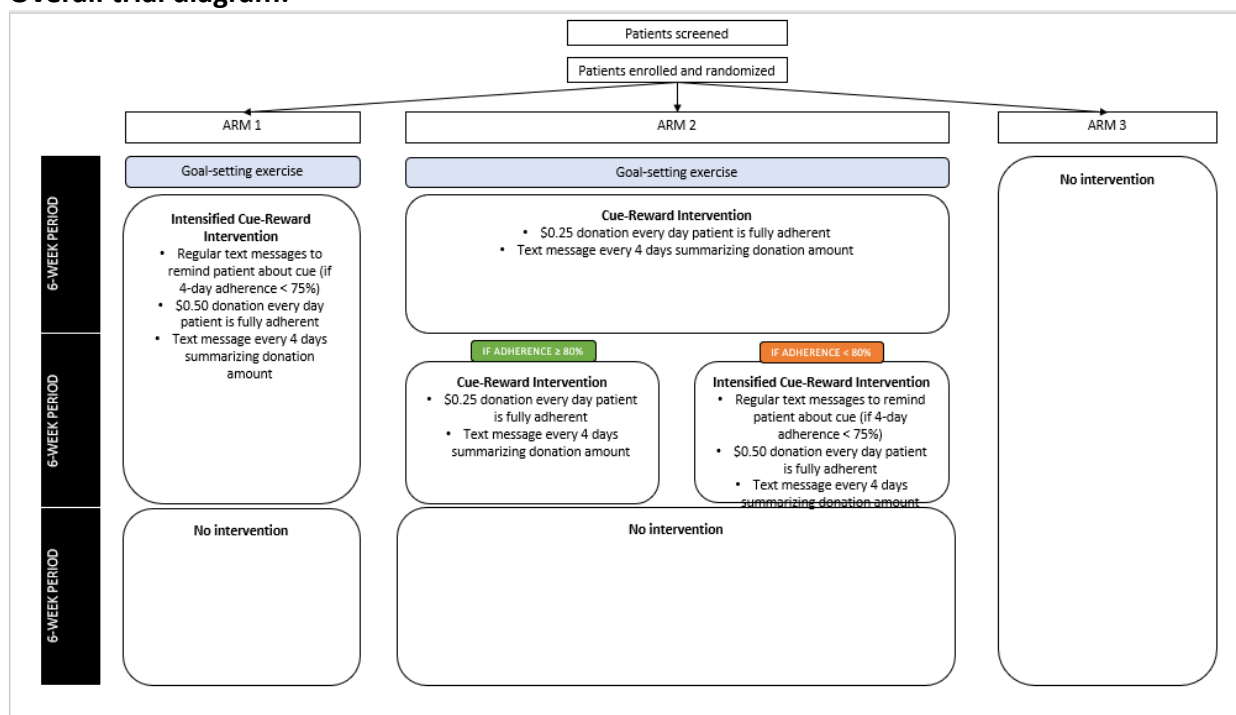 Overall trial diagram:
Patients screened
Patients enrolled and randomized
ARM 1
ARM 2
ARM 3
6-WEEK PERIOD
Goal-setting exercise
Goal-setting exercise
No intervention
Intensified Cue-Reward
Intervention
• Regular text messages to
remind patient about cue (if
4-day adherence < 75%)
• $0.50 donation every day
patient is fully adherent
• Text message every 4 days
summarizing donation
amount
Cue-Reward Intervention
• $0.25 donation every day patient is fully adherent
• Text message every 4 days summarizing donation amount
6-WEEK PERIOD
IF ADHERENCE ≥ 80%
IF ADHERENCE < 80%
Cue-Reward Intervention
• $0.25 donation every day patient
is fully adherent
• Text message every 4 days
summarizing donation amount
Intensified Cue-Reward Intervention
• Regular text messages to remind
patient about cue (if 4-day
adherence < 75%)
• $0.50 donation every day patient
is fully adherent
• Text message every 4 days
summarizing donation amount
6-WEEK PERIOD
No intervention
No intervention